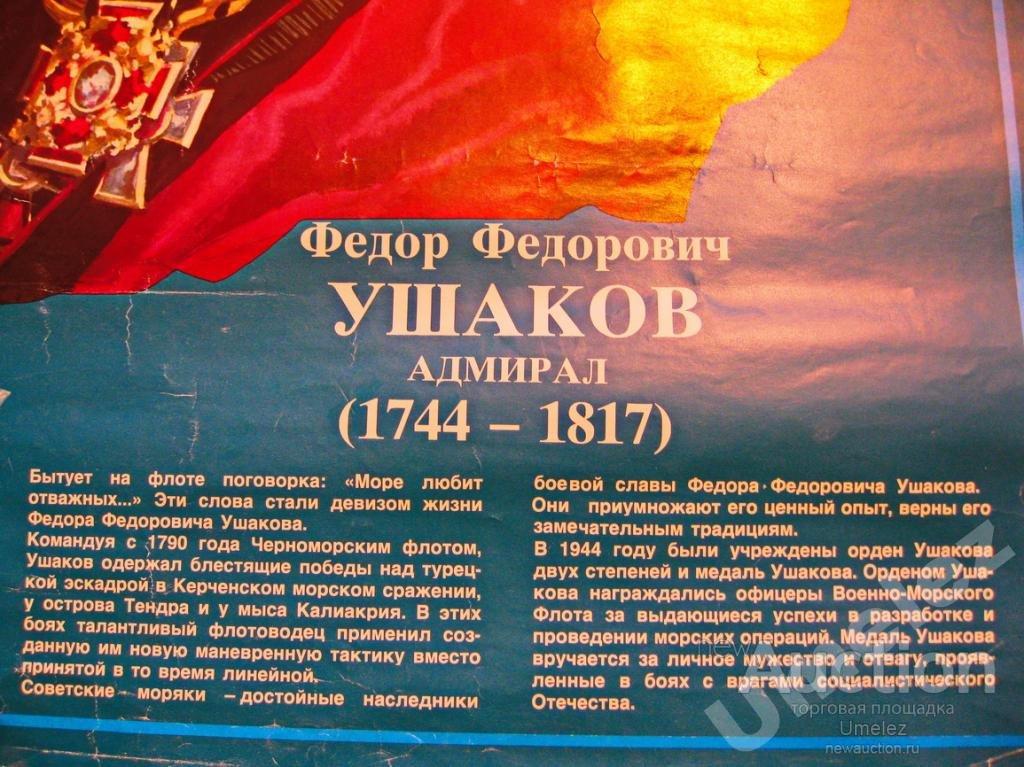 Федор Федорович
УШАКОВ
АДМИРАЛ
(1744 – 1817)
Бытует на флоте поговорка: «Море любит
отважных...» Эти слова стали девизом жизни
Федора Федоровича Ушакова.
Командуя с 1790 года Черноморским флотом,
Ушаков одержал блестящие победы над турец-
кой эскадрой в Керченском морском сражении,
у острова Тендра и у мыса Калиакрия. В этих
боях талантливый флотоводец применил соз-
данную им новую маневренную тактику вместо
принятой в то время линейной.
Советские моряки – достойные наследники
боевой славы Федора Федоровича Ушакова.
Они приумножают его ценный опыт, верны его
замечательным традициям.
В 1944 году были учреждены орден Ушакова
двух степеней и медаль Ушакова. Орденом Уша-
кова награждались офицеры Военно-Морского
Флота за выдающиеся успехи в разработке и
проведении морских операций. Медаль Ушакова
вручается за личное мужество и отвагу, прояв-
ленные в боях с врагами социалистического
Отечества.
new
Auction
торговая площадка
Umelez
newauction.ru
Umelez